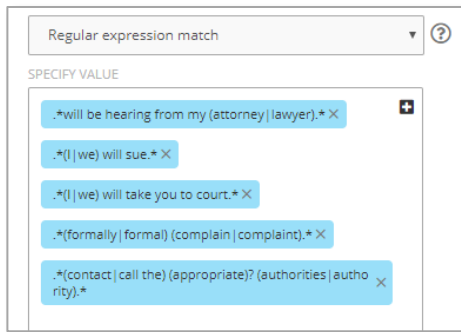 Regular expression match
SPECIFY VALUE
.*will be hearing from my (attorney|lawyer).*
.*(I|we) will sue.*
.*(I|we) will take you to court.*
.*(formally|formal) (complain|complaint).*
.*(contact|call the) (appropriate)? (authorities|autho
rity).*